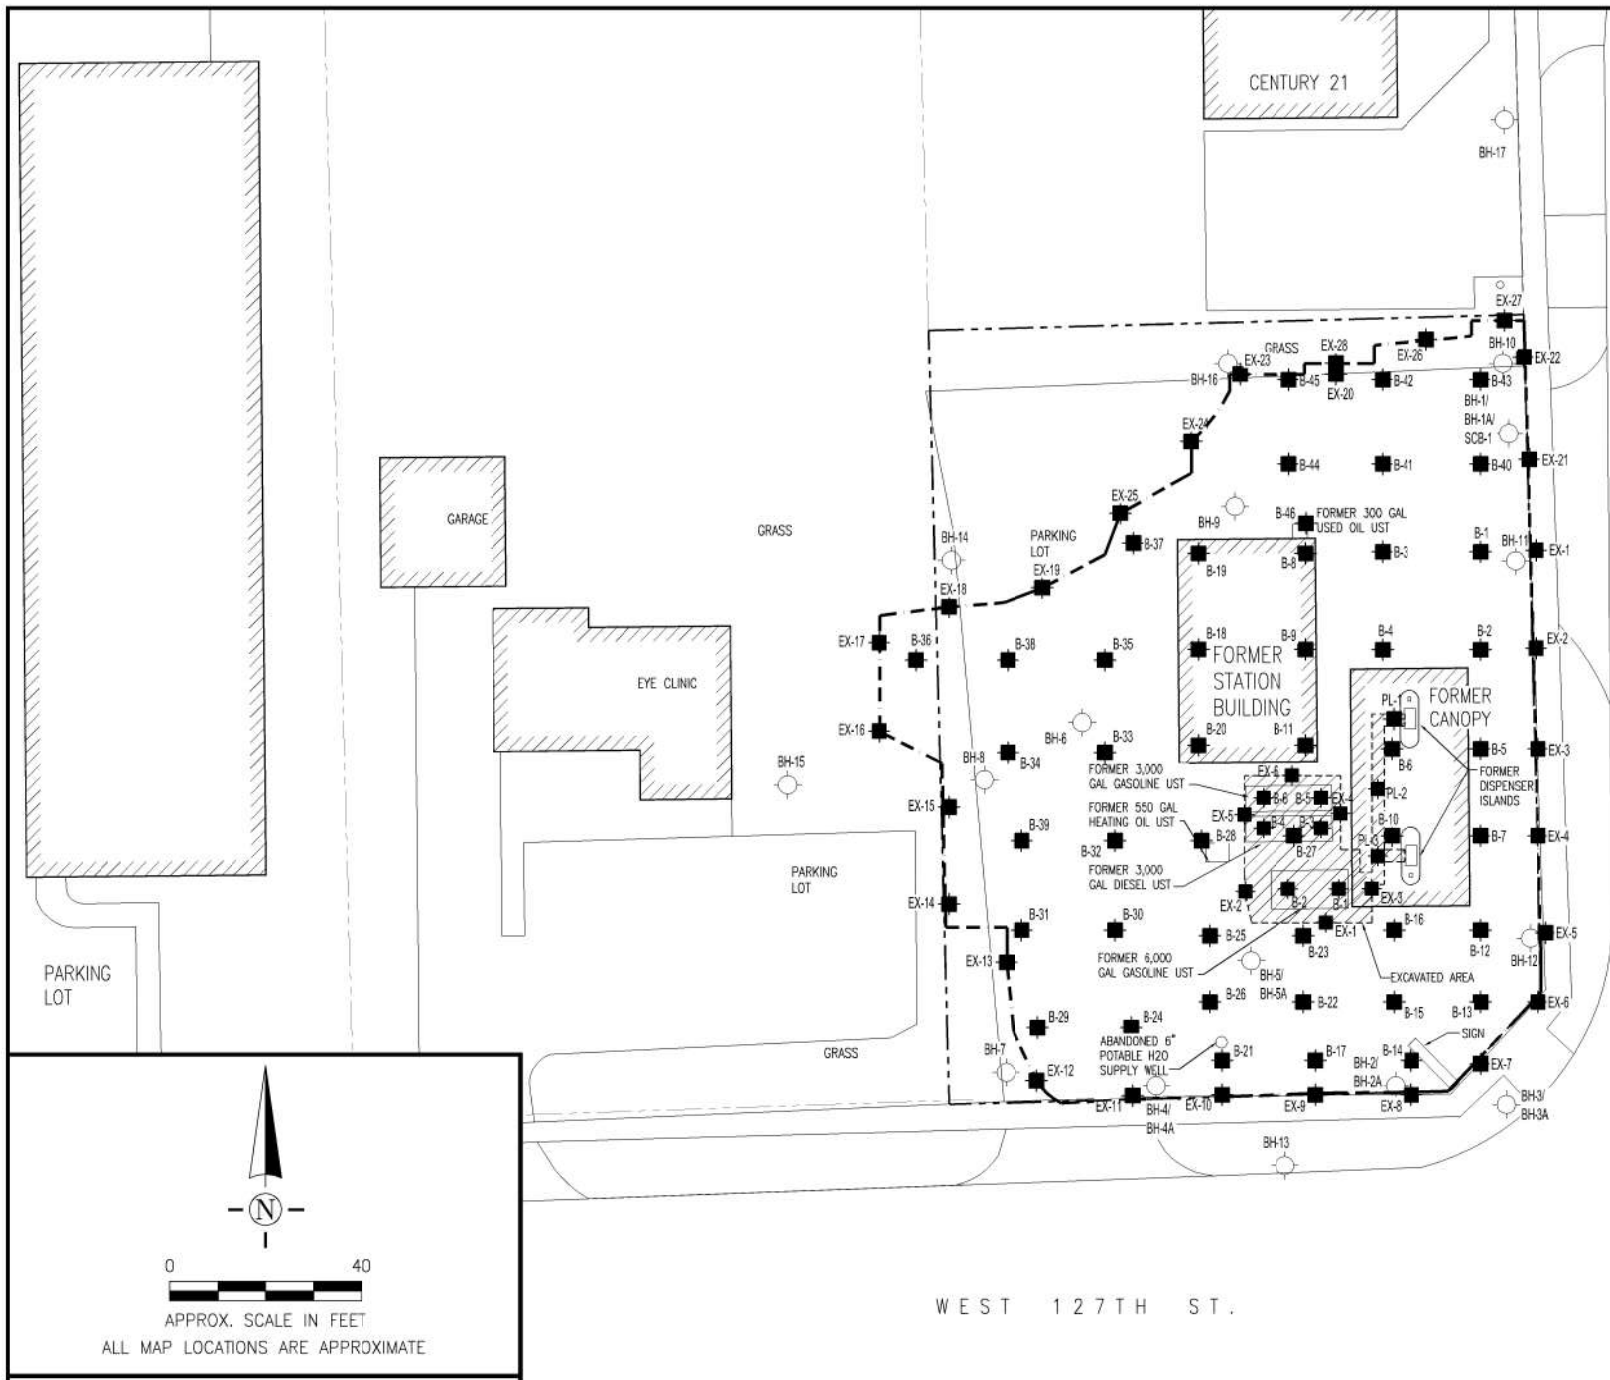 CENTURY 21
BH-17
EX-27
GRASS
EX-28
EX-26
BH-10
EX-22
EX-23
BH-16
B-45
EX-20
B-42
B-43
BH-1/
BH-1A/
SCB-1
EX-24
B-44
B-41
B-40
EX-21
EX-25
GARAGE
GRASS
PARKING
LOT
BH-9
B-46
FORMER 300 GAL
USED OIL UST
BH-14
B-37
B-19
B-8
B-3
B-1
BH-11
EX-1
EX-19
EX-18
EX-17
B-36
B-38
B-35
B-18
B-9
B-4
B-2
EX-2
FORMER
STATION
BUILDING
EYE CLINIC
PL-1
FORMER
CANOPY
EX-16
BH-6
B-20
B-11
B-34
B-33
B-6
B-5
EX-3
BH-15
BH-8
FORMER 3,000
GAL GASOLINE UST
EX-6
FORMER
DISPENSER
ISLANDS
B-6
B-5
EX-4
PL-2
EX-15
FORMER 550 GAL
HEATING OIL UST
EX-5
B-4
B-3
B-10
B-39
B-32
B-28
B-27
PL-3
B-7
EX-4
PARKING
LOT
FORMER 3,000
GAL DIESEL UST
EX-14
EX-2
B-2
B-1
EX-3
B-31
B-30
B-25
B-23
EX-1
B-16
B-12
EX-5
BH-12
PARKING
LOT
EX-13
FORMER 6,000
GAL GASOLINE UST
BH-5/
BH-5A
EXCAVATED AREA
B-26
B-22
B-15
B-13
EX-6
B-29
B-24
SIGN
GRASS
BH-7
ABANDONED 6"
POTABLE H2O
SUPPLY WELL
B-21
B-17
BH-2/
BH-2A
B-14
EX-7
EX-12
EX-11
BH-4/
BH-4A
EX-10
EX-9
EX-8
BH-3/
BH-3A
BH-13
N
0 40
APPROX. SCALE IN FEET
ALL MAP LOCATIONS ARE APPROXIMATE
WEST 127TH ST.